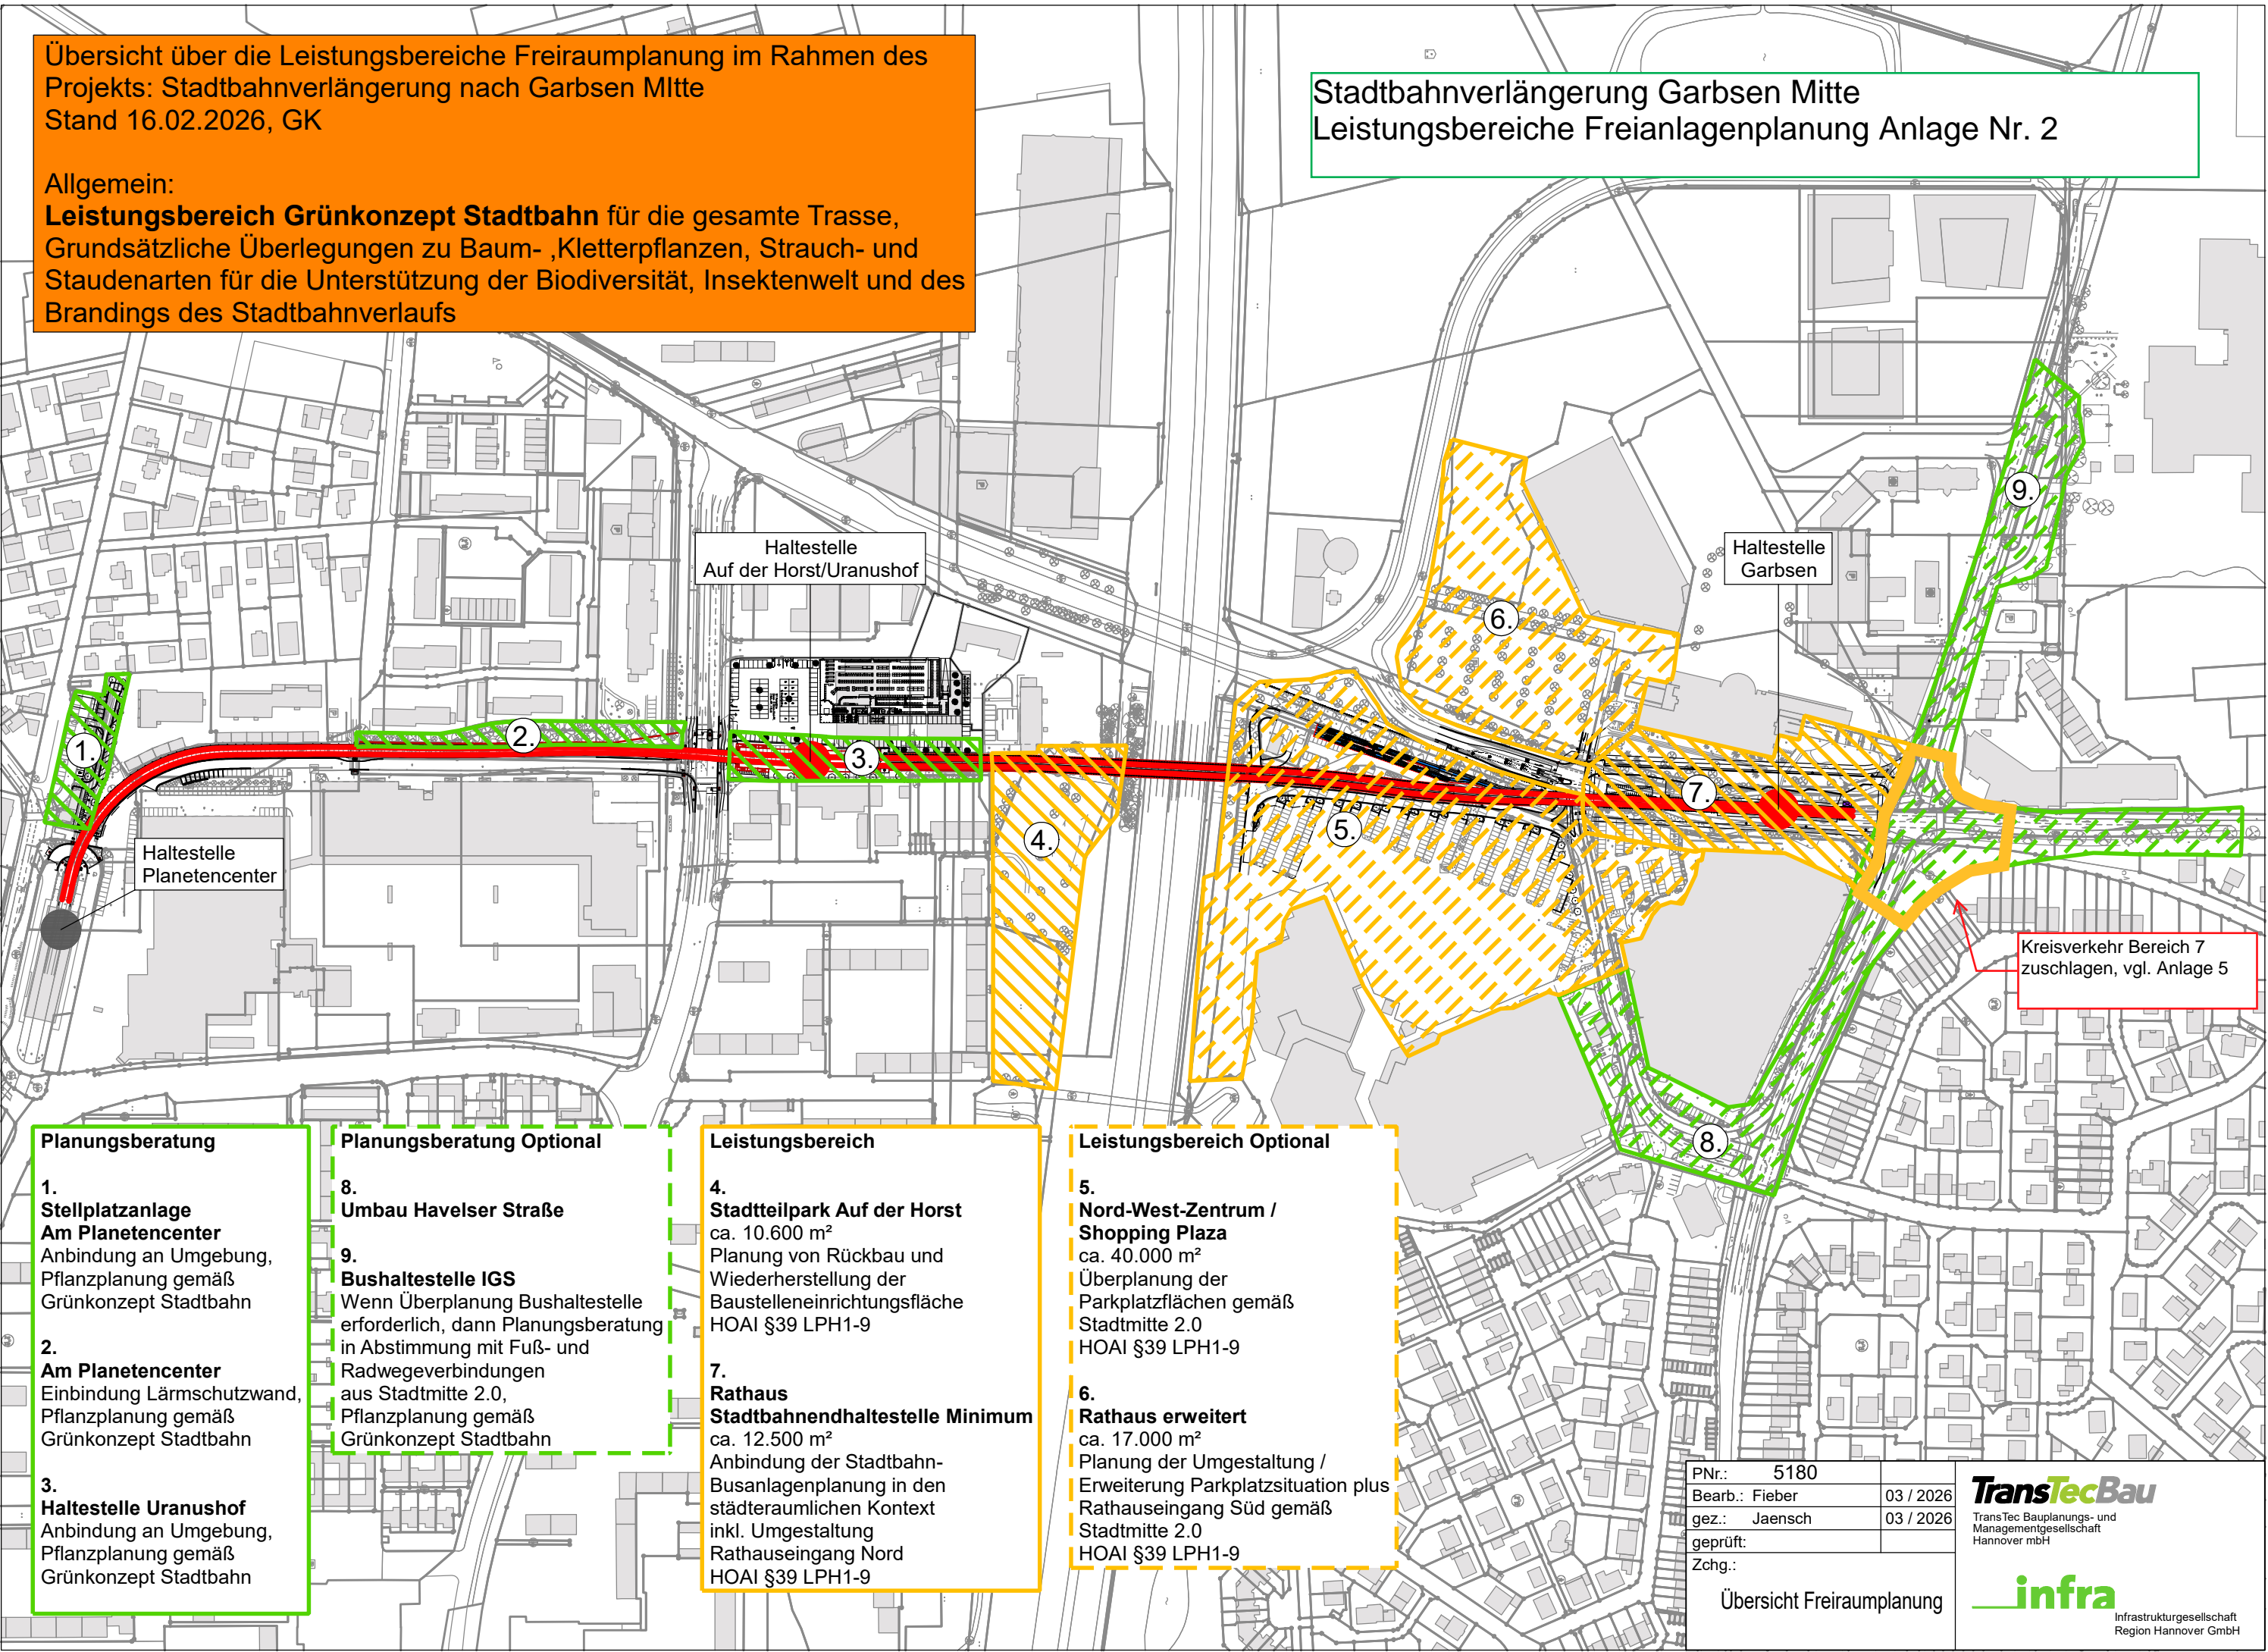 Übersicht über die Leistungsbereiche Freiraumplanung im Rahmen des
Projekts: Stadtbahnverlängerung nach Garbsen MItte
Stand 16.02.2026, GK
Allgemein:
Leistungsbereich Grünkonzept Stadtbahn für die gesamte Trasse,
Grundsätzliche Überlegungen zu Baum- ,Kletterpflanzen, Strauch- und
Staudenarten für die Unterstützung der Biodiversität, Insektenwelt und des
Brandings des Stadtbahnverlaufs
Stadtbahnverlängerung Garbsen Mitte
Leistungsbereiche Freianlagenplanung Anlage Nr. 2
9.
Haltestelle
Auf der Horst/Uranushof
Haltestelle
Garbsen
6.
1.
2.
3.
7.
5.
4.
Haltestelle
Planetencenter
Kreisverkehr Bereich 7
zuschlagen, vgl. Anlage 5
8.
Planungsberatung
1.
Stellplatzanlage
Am Planetencenter
Anbindung an Umgebung,
Pflanzplanung gemäß
Grünkonzept Stadtbahn
2.
Am Planetencenter
Einbindung Lärmschutzwand,
Pflanzplanung gemäß
Grünkonzept Stadtbahn
3.
Haltestelle Uranushof
Anbindung an Umgebung,
Pflanzplanung gemäß
Grünkonzept Stadtbahn
Planungsberatung Optional
8.
Umbau Havelser Straße
9.
Bushaltestelle IGS
Wenn Überplanung Bushaltestelle
erforderlich, dann Planungsberatung
in Abstimmung mit Fuß- und
Radwegeverbindungen
aus Stadtmitte 2.0,
Pflanzplanung gemäß
Grünkonzept Stadtbahn
Leistungsbereich
4.
Stadtteilpark Auf der Horst
ca. 10.600 m²
Planung von Rückbau und
Wiederherstellung der
Baustelleneinrichtungsfläche
HOAI §39 LPH1-9
7.
Rathaus
Stadtbahnendhaltestelle Minimum
ca. 12.500 m²
Anbindung der Stadtbahn-
Busanlagenplanung in den
städteraumlichen Kontext
inkl. Umgestaltung
Rathauseingang Nord
HOAI §39 LPH1-9
Leistungsbereich Optional
5.
Nord-West-Zentrum /
Shopping Plaza
ca. 40.000 m²
Überplanung der
Parkplatzflächen gemäß
Stadtmitte 2.0
HOAI §39 LPH1-9
6.
Rathaus erweitert
ca. 17.000 m²
Planung der Umgestaltung /
Erweiterung Parkplatzsituation plus
Rathauseingang Süd gemäß
Stadtmitte 2.0
HOAI §39 LPH1-9
PNr.: 5180
Bearb.: Fieber 03 / 2026
gez.: Jaensch 03 / 2026
geprüft:
Zchg.:
Übersicht Freiraumplanung
TransTecBau
TransTec Bauplanungs- und
Managementgesellschaft
Hannover mbH
infra
Infrastrukturgesellschaft
Region Hannover GmbH